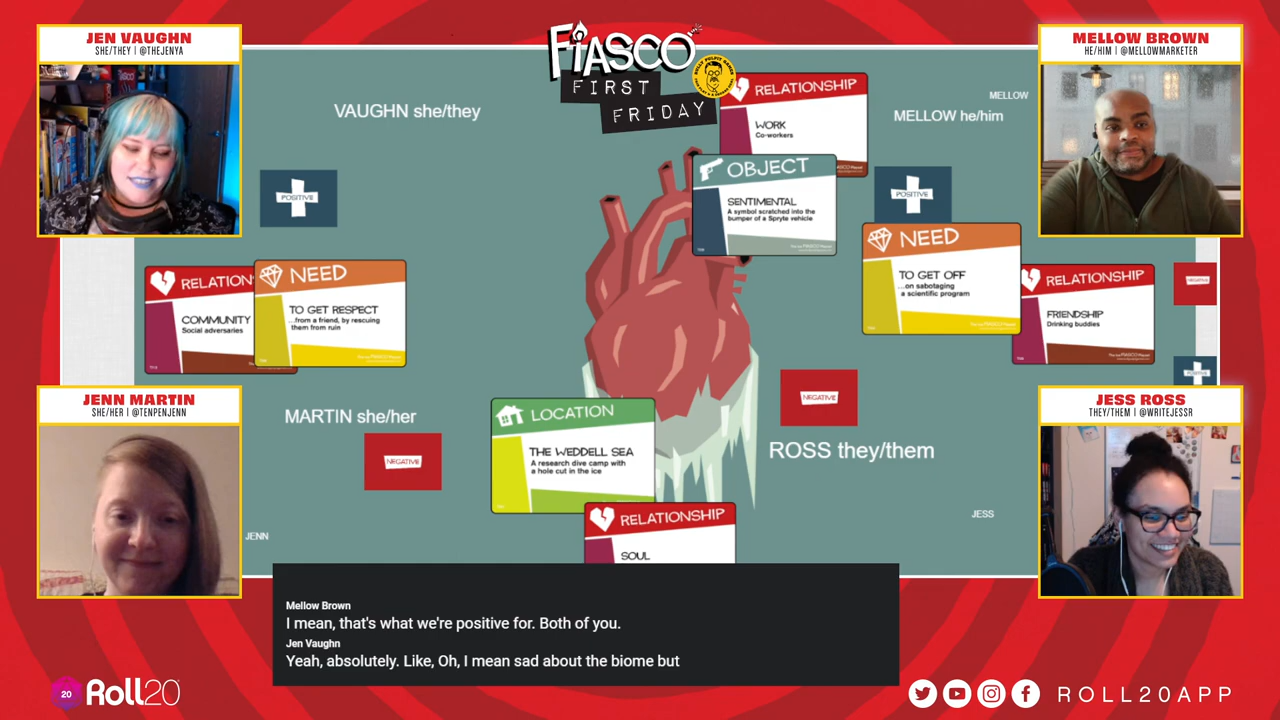 JEN VAUGHN
SHE/THEY | @THEJENYA
FiASCO
FIRST
FRIDAY
BULLY PULPIT GAMES
MELLOW BROWN
HE/HIM | @MELLOWMARKETER
VAUGHN she/they
MELLOW
MELLOW he/him
RELATIONSHIP
WORK
Co-workers
OBJECT
SENTIMENTAL
A symbol scratched into the
bumper of a Spryte vehicle
POSITIVE
POSITIVE
NEED
TO GET OFF
...on sabotaging
a scientific program
RELATIONSHIP
FRIENDSHIP
Drinking buddies
NEGATIVE
POSITIVE
RELATION
COMMUNITY
Social adversaries
NEED
TO GET RESPECT
...from a friend, by rescuing
them from ruin
JENN MARTIN
SHE/HER | @TENPENJENN
MARTIN she/her
NEGATIVE
LOCATION
THE WEDDELL SEA
A research dive camp with
a hole cut in the ice
RELATIONSHIP
SOUL
NEGATIVE
ROSS they/them
JESS ROSS
THEY/THEM | @WRITEJESSR
JENN
JESS
Mellow Brown
I mean, that's what we're positive for. Both of you.
Jen Vaughn
Yeah, absolutely. Like, Oh, I mean sad about the biome but
20
Roll20
ROLL20APP